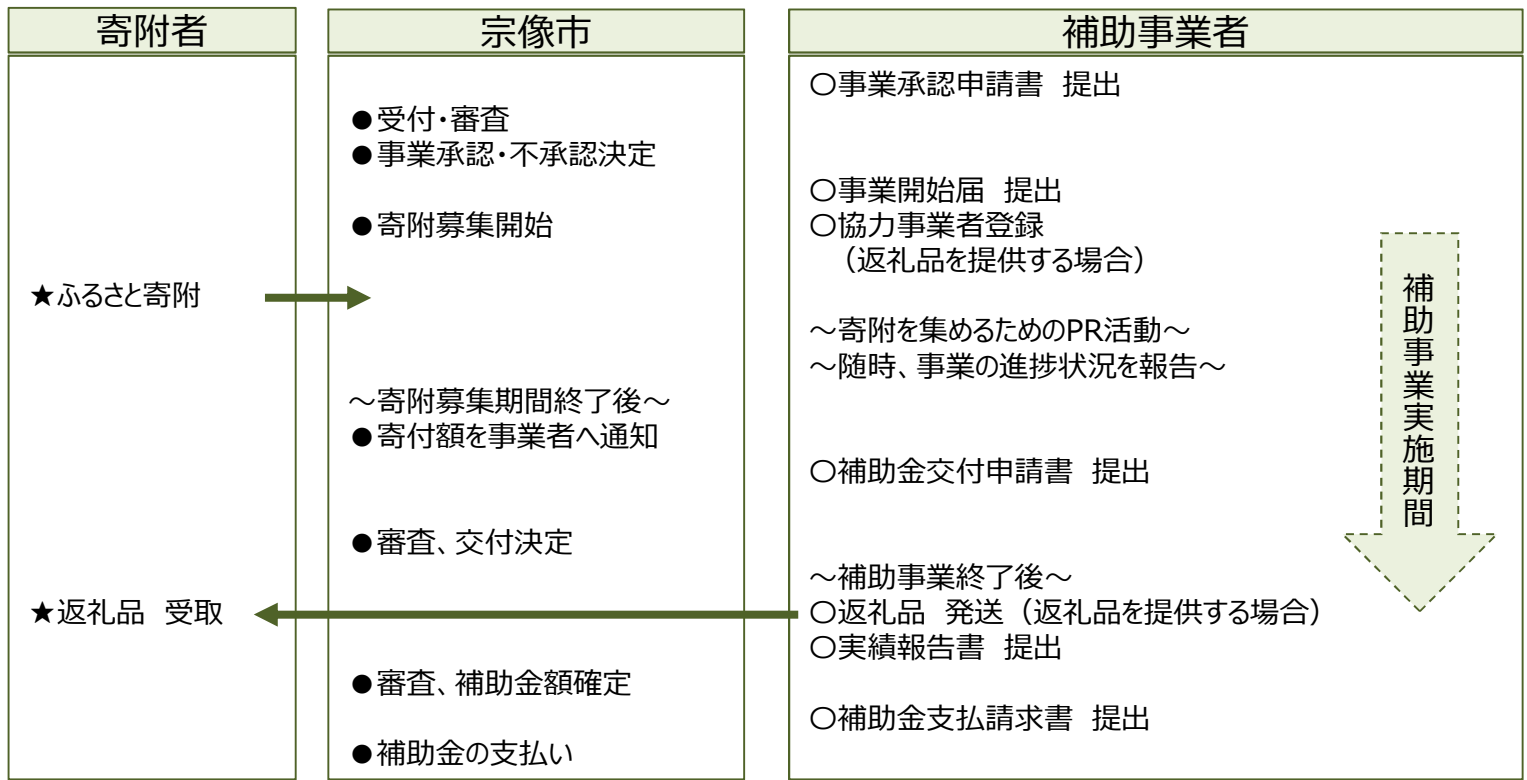 寄附者
★ふるさと寄附
★返礼品 受取
宗像市
●受付・審査
●事業承認・不承認決定
●寄附募集開始
～寄附募集期間終了後～
●寄付額を事業者へ通知
●審査、交付決定
●審査、補助金額確定
●補助金の支払い
補助事業者
○事業承認申請書 提出
○事業開始届 提出
○協力事業者登録
（返礼品を提供する場合）
～寄附を集めるためのPR活動～
～随時、事業の進捗状況を報告～
○補助金交付申請書 提出
～補助事業終了後～
○返礼品 発送（返礼品を提供する場合）
○実績報告書 提出
○補助金支払請求書 提出
補助事業実施期間